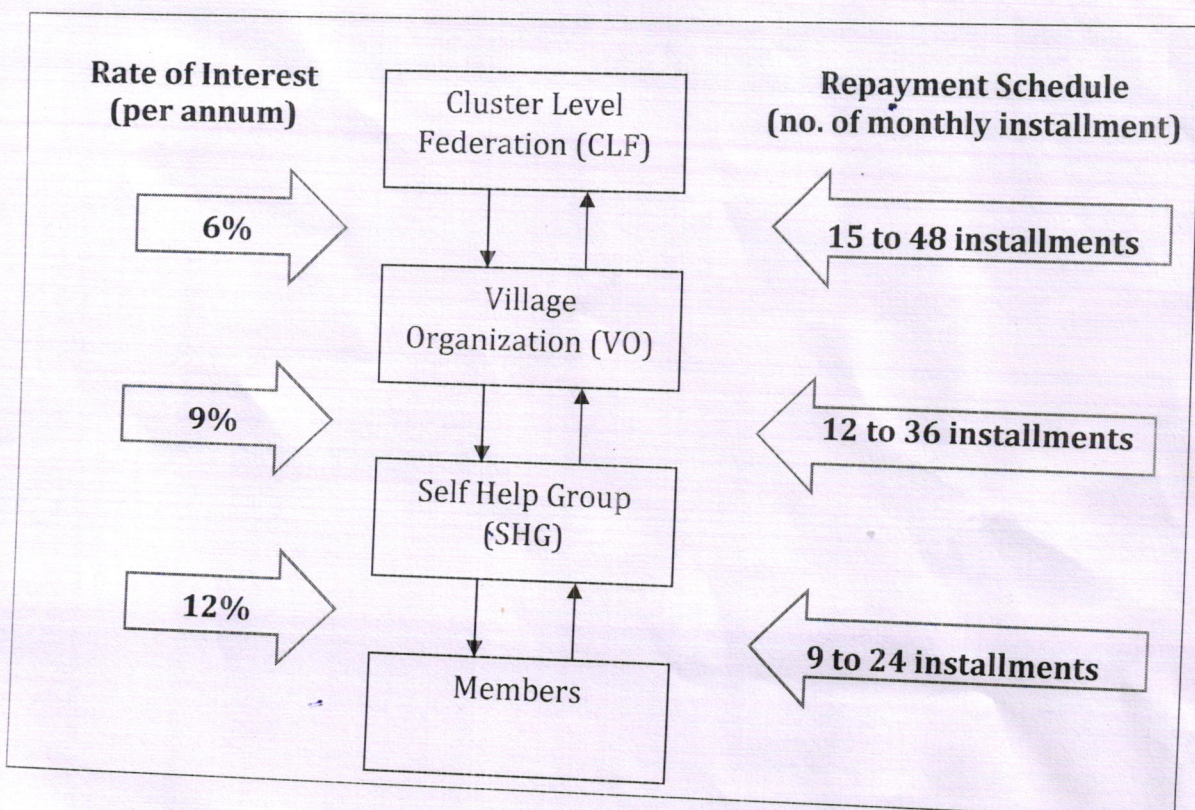 Rate of Interest
(per annum)
Cluster Level
Federation (CLF)
Repayment Schedule
(no. of monthly installment)
6%
15 to 48 installments
Village
Organization (VO)
9%
12 to 36 installments
Self Help Group
(SHG)
12%
9 to 24 installments
Members